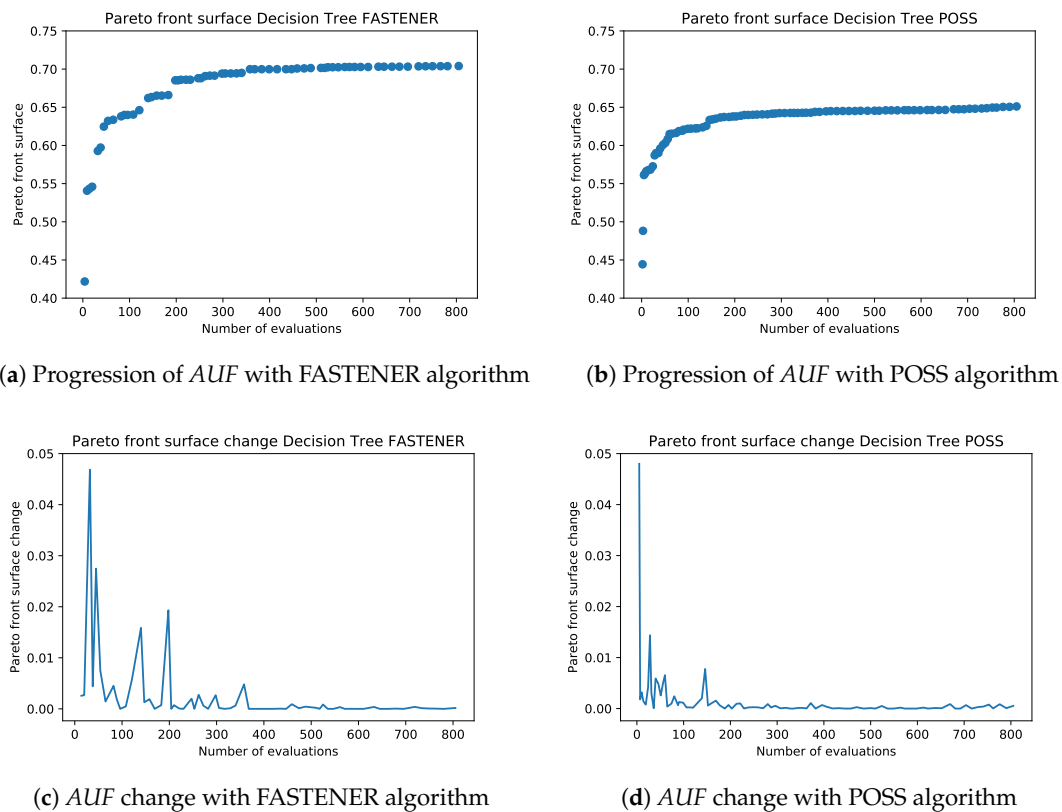 Pareto front surface Decision Tree FASTENER
0.75
0.70
0.65
0.60
0.55
0.50
0.45
0.40
Pareto front surface
0 100 200 300 400 500 600 700 800
Number of evaluations
(a) Progression of AUF with FASTENER algorithm
Pareto front surface Decision Tree POSS
0.75
0.70
0.65
0.60
0.55
0.50
0.45
0.40
Pareto front surface
0 100 200 300 400 500 600 700 800
Number of evaluations
(b) Progression of AUF with POSS algorithm
Pareto front surface change Decision Tree FASTENER
0.05
0.04
0.03
0.02
0.01
0.00
Pareto front surface change
0 100 200 300 400 500 600 700 800
Number of evaluations
(c) AUF change with FASTENER algorithm
Pareto front surface change Decision Tree POSS
0.05
0.04
0.03
0.02
0.01
0.00
Pareto front surface change
0 100 200 300 400 500 600 700 800
Number of evaluations
(d) AUF change with POSS algorithm